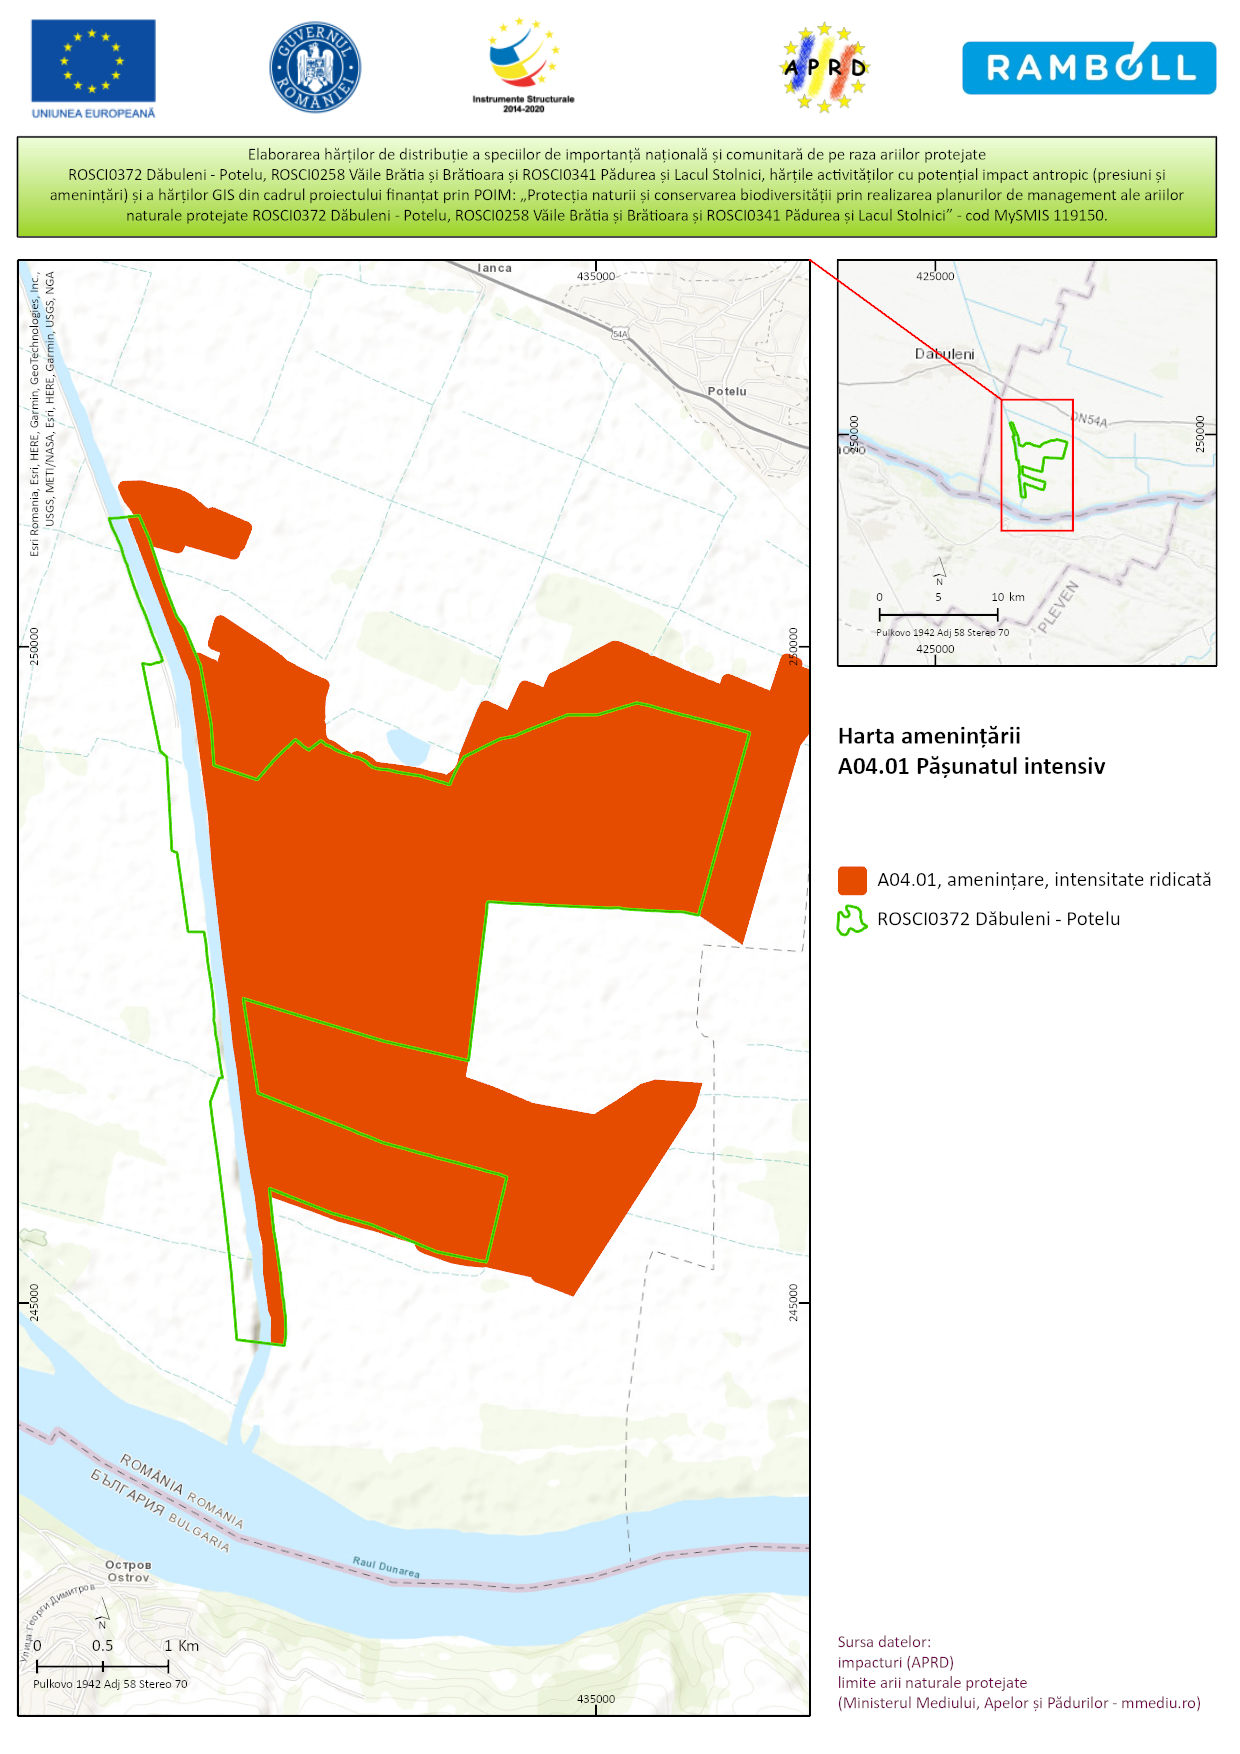 UNIUNEA EUROPEANĂ
GUVERNUL ROMÂNIEI
Instrumente Structurale
2014-2020
APRD
RAMBOLL
Elaborarea hărților de distribuție a speciilor de importanță națională și comunitară de pe raza ariilor protejate
ROSCI0372 Dăbuleni - Potelu, ROSCI0258 Văile Brătia și Brătioara și ROSCI0341 Pădurea și Lacul Stolnici, hărțile activităților cu potențial impact antropic (presiuni și
amenințări) și a hărților GIS din cadrul proiectului finanțat prin POIM: „Protecția naturii si conservarea biodiversității prin realizarea planurilor de management ale ariilor
naturale protejate ROSCI0372 Dăbuleni - Potelu, ROSCI0258 Văile Brătia și Brătioara și ROSCI0341 Pădurea și Lacul Stolnici” - cod MySMIS 119150.
Esri Romania, Esri, HERE, Garmin, GeoTechnologies, Inc.,
USGS, METI/NASA, Esri, HERE, Garmin, USGS, NGA
Ianca
435000
54A
Potelu
250000
250000
245000
245000
ROMÂNIA ROMANIA
БЪЛГАРИЯ BULGARIA
Raul Dunarea
Остров
Ostrov
Улица Георги Димитров
N
0 0.5 1 Km
Pulkovo 1942 Adj 58 Stereo 70
435000
425000
Dabuleni
DN54A
250000
250000
PLEVEN
N
0 5 10 km
Pulkovo 1942 Adj 58 Stereo 70
425000
Harta amenințării
A04.01 Pășunatul intensiv
A04.01, amenințare, intensitate ridicată
ROSCI0372 Dăbuleni - Potelu
Sursa datelor:
impacturi (APRD)
limite arii naturale protejate
(Ministerul Mediului, Apelor și Pădurilor - mmediu.ro)